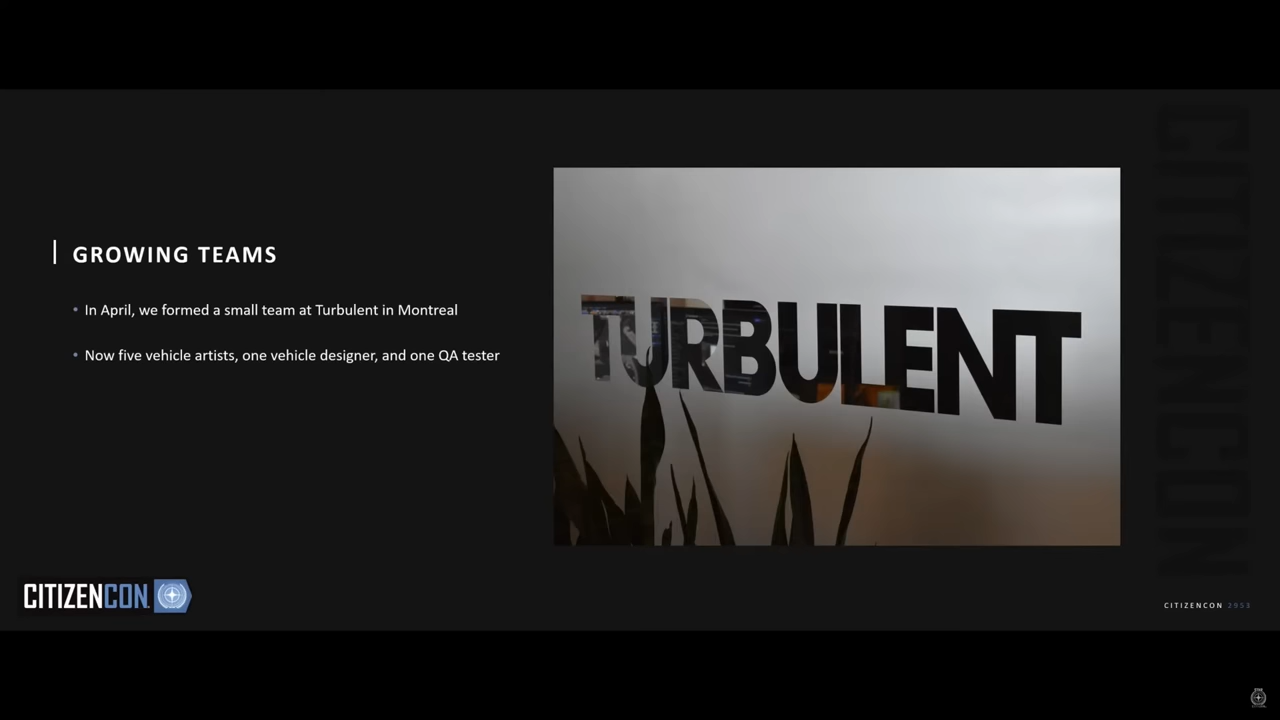 GROWING TEAMS
• In April, we formed a small team at Turbulent in Montreal
• Now five vehicle artists, one vehicle designer, and one QA tester
TURBULENT
CITIZENCON
CITIZENCON
CITIZENCON 2953